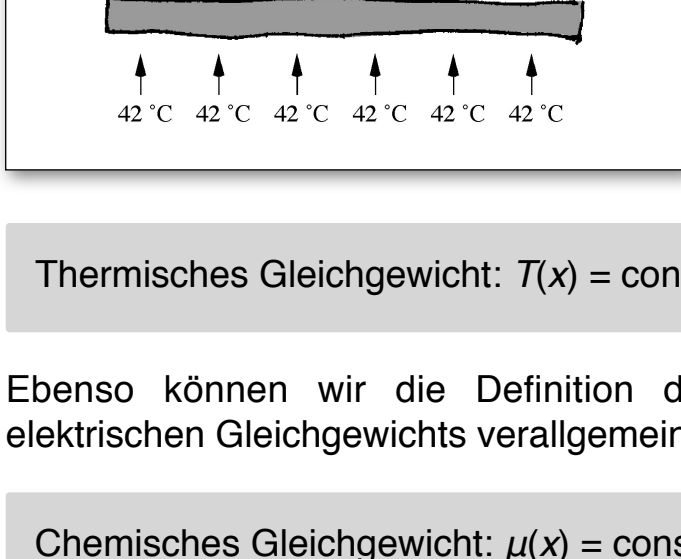 42 °C 42 °C 42 °C 42 °C 42 °C 42 °C
Thermisches Gleichgewicht: T(x) = con
Ebenso können wir die Definition d
elektrischen Gleichgewichts verallgemein
Chemisches Gleichgewicht: μ(x) = cons